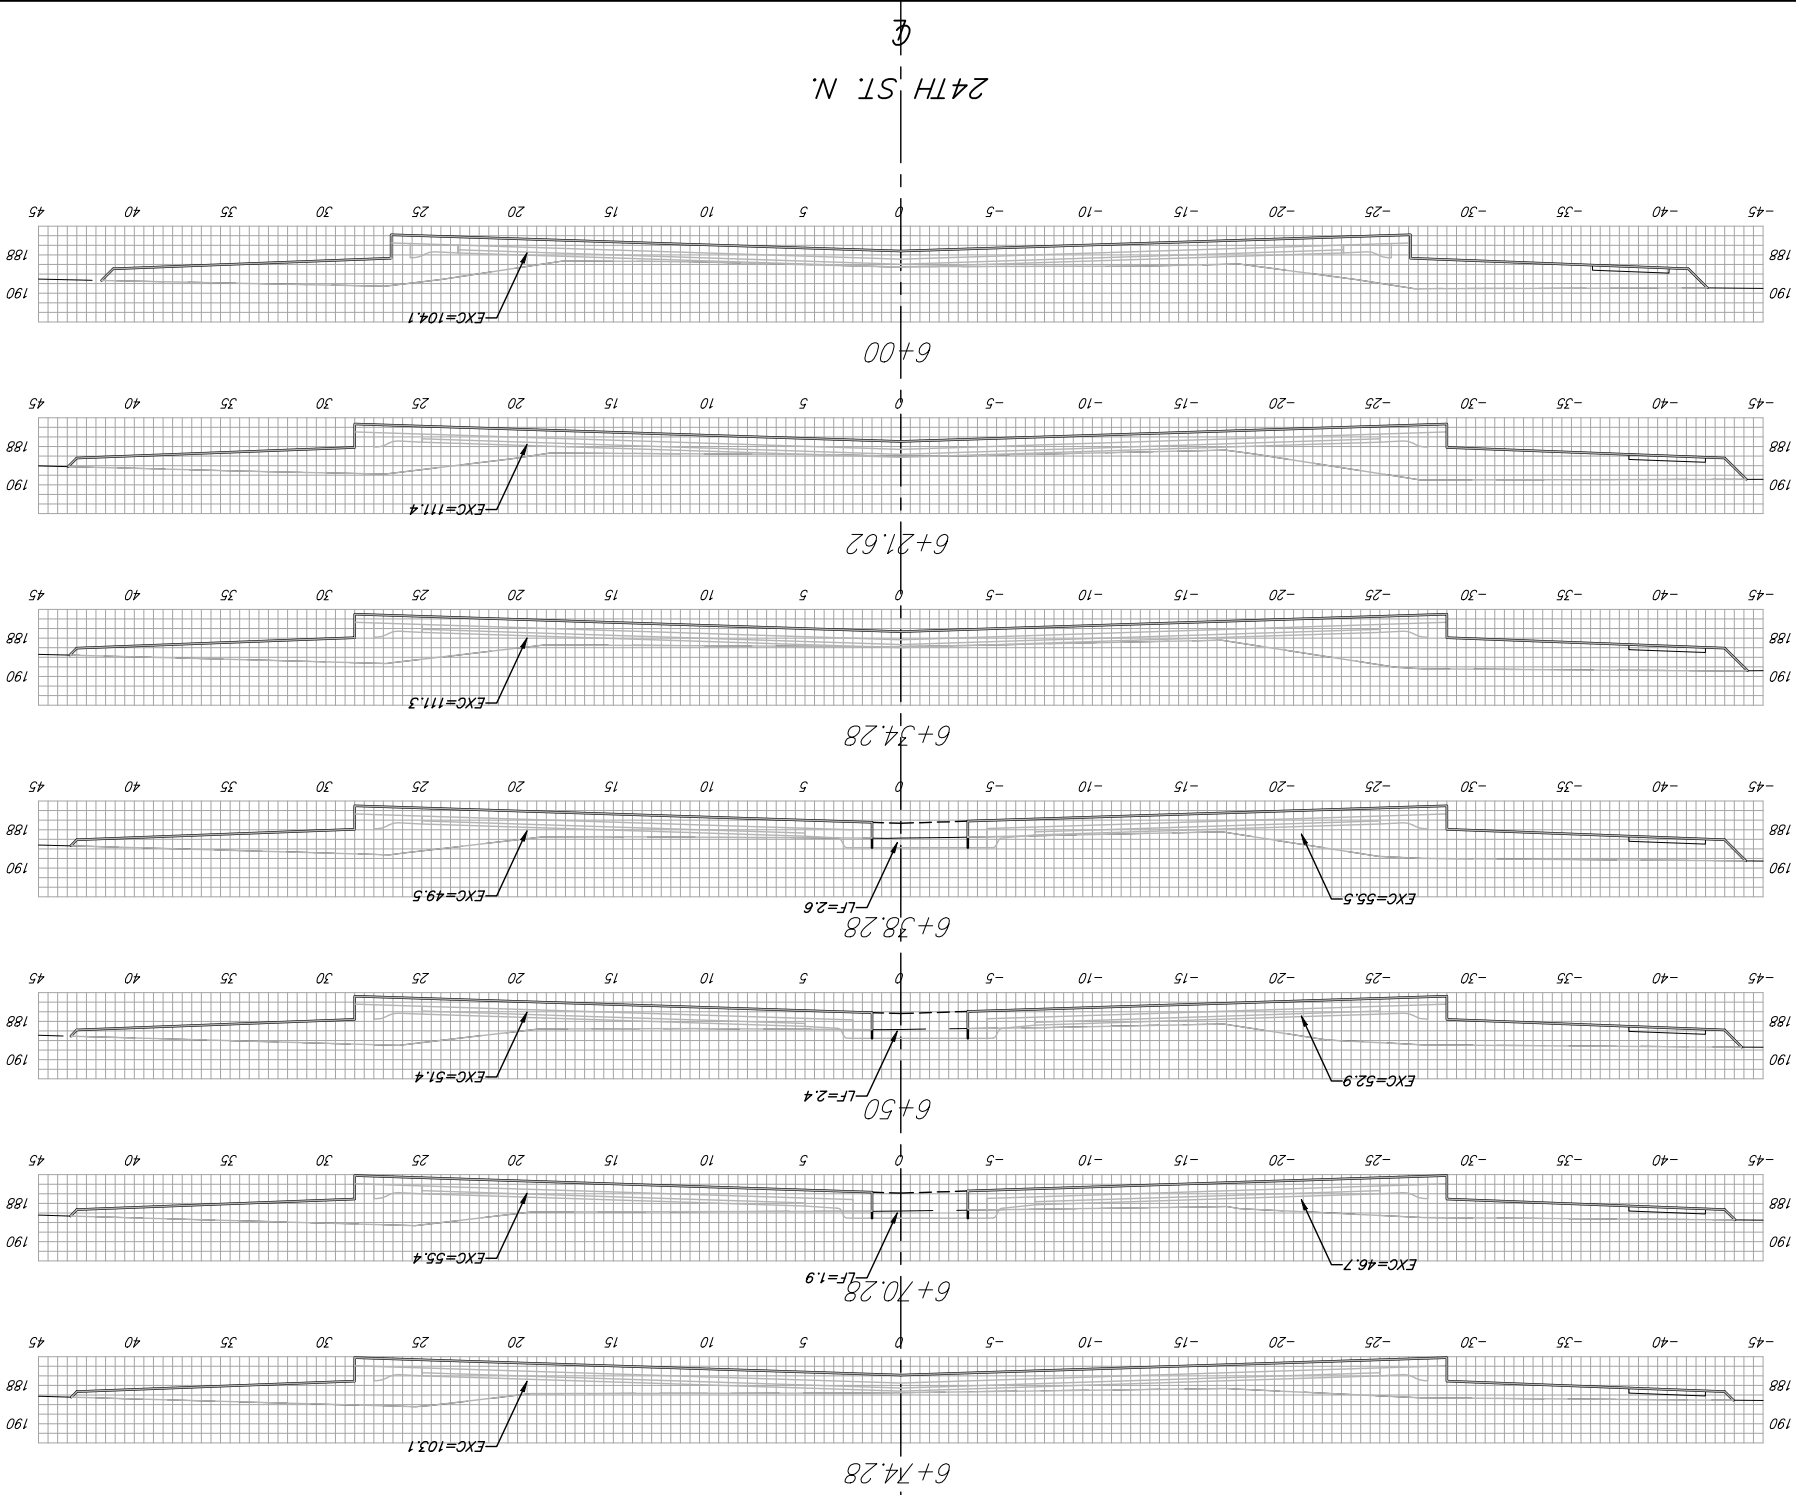 6+74.28
EXC=103.1
190 190
188 188
-45 -40 -35 -30 -25 -20 -15 -10 -5 0 5 10 15 20 25 30 35 40 45
6+70.28
LF=1.9
EXC=46.7 EXC=55.4
190 190
188 188
-45 -40 -35 -30 -25 -20 -15 -10 -5 0 5 10 15 20 25 30 35 40 45
6+50
LF=2.4
EXC=52.9 EXC=51.4
190 190
188 188
-45 -40 -35 -30 -25 -20 -15 -10 -5 0 5 10 15 20 25 30 35 40 45
6+38.28
LF=2.6
EXC=55.5 EXC=49.5
190 190
188 188
-45 -40 -35 -30 -25 -20 -15 -10 -5 0 5 10 15 20 25 30 35 40 45
6+34.28
EXC=111.3
190 190
188 188
-45 -40 -35 -30 -25 -20 -15 -10 -5 0 5 10 15 20 25 30 35 40 45
6+21.62
EXC=111.4
190 190
188 188
-45 -40 -35 -30 -25 -20 -15 -10 -5 0 5 10 15 20 25 30 35 40 45
6+00
EXC=104.1
190 190
188 188
-45 -40 -35 -30 -25 -20 -15 -10 -5 0 5 10 15 20 25 30 35 40 45
24TH ST. N.
℄